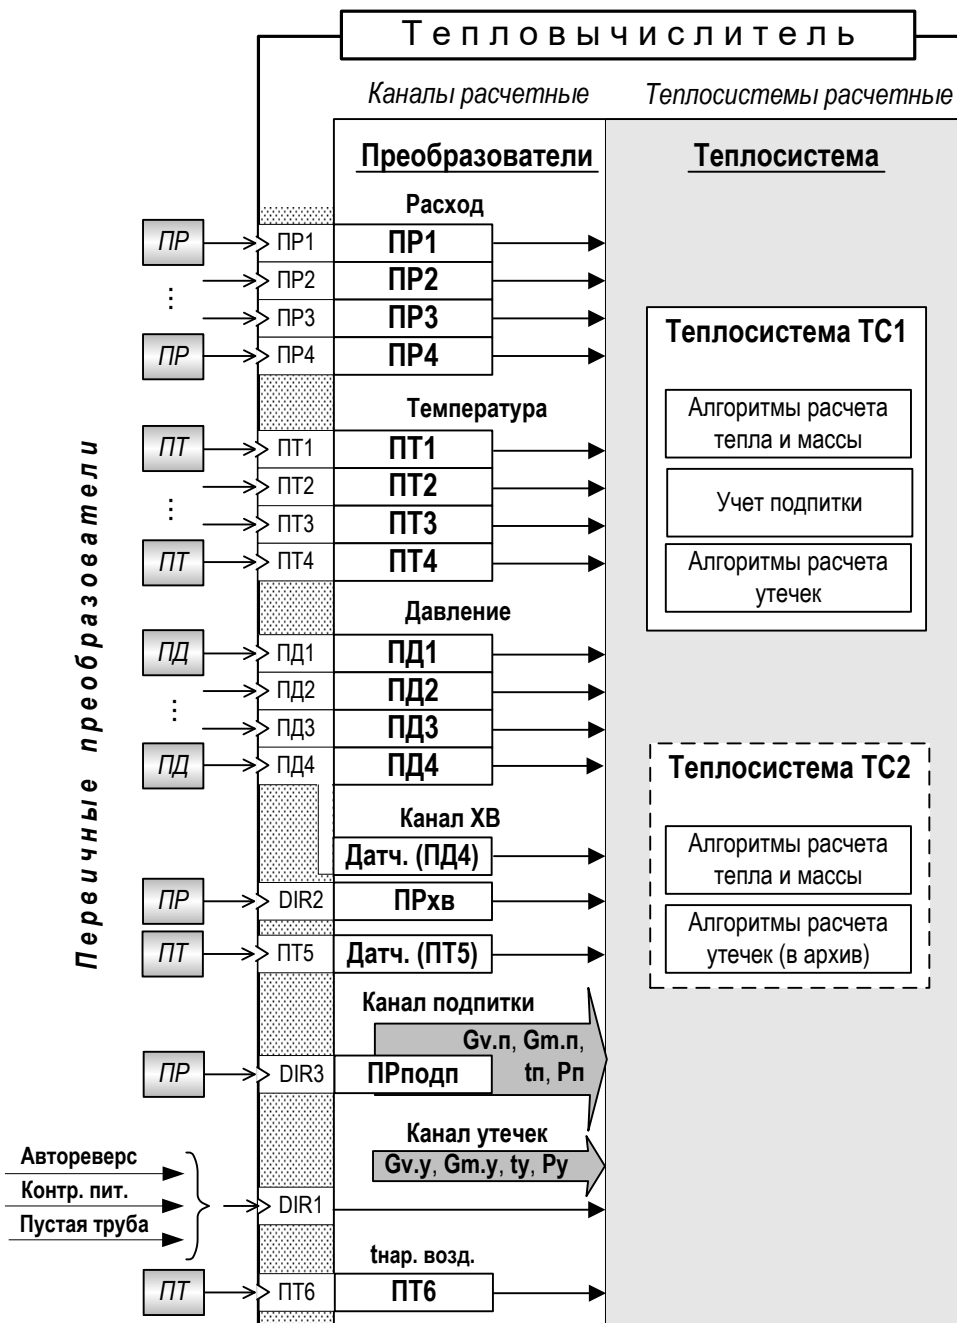 Тепловычислитель
Каналы расчетные
Теплосистемы расчетные
Преобразователи
Теплосистема
Расход
ПР
ПР1
ПР1
ПР2
ПР2
...
ПР3
ПР3
ПР
ПР4
ПР4
Теплосистема ТС1
Алгоритмы расчета
тепла и массы
Учет подпитки
Алгоритмы расчета
утечек
Температура
ПТ
ПТ1
ПТ1
ПТ2
ПТ2
...
ПТ3
ПТ3
ПТ
ПТ4
ПТ4
Первичные преобразователи
Давление
ПД
ПД1
ПД1
ПД2
ПД2
...
ПД3
ПД3
ПД
ПД4
ПД4
Теплосистема ТС2
Алгоритмы расчета
тепла и массы
Алгоритмы расчета
утечек (в архив)
Канал ХВ
Датч. (ПД4)
ПР
DIR2
ПРхв
ПТ
ПТ5
Датч. (ПТ5)
Канал подпитки
Gv.п, Gm.п,
tп, Pп
ПР
DIR3
ПРподп
Канал утечек
Gv.у, Gm.у, tу, Pу
Автореверс
Контр. пит.
Пустая труба
DIR1
tнар. возд.
ПТ
ПТ6
ПТ6